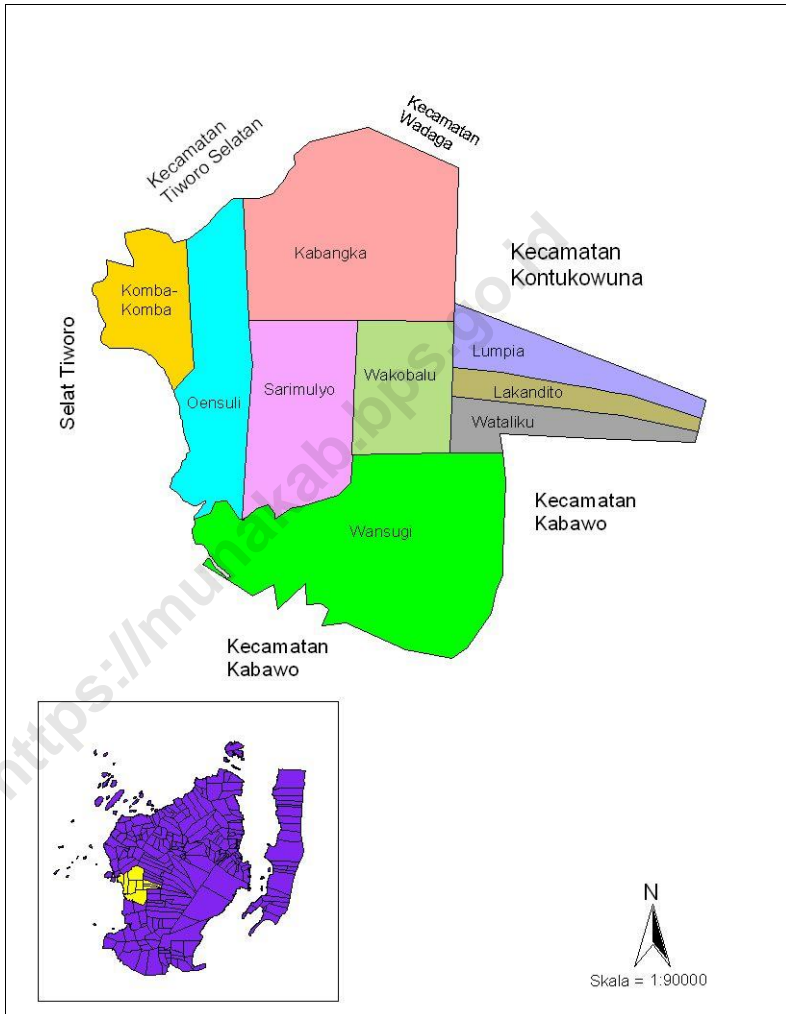 Kecamatan
Wadaga
Kecamatan
Tiworo Selatan
Kabangka
Kecamatan
Kontukowuna
Komba-
Komba
Selat Tiworo
Oensuli
Sarimulyo
Wakobalu
Lumpia
Lakandito
Wataliku
Wansugi
Kecamatan
Kabawo
Kecamatan
Kabawo
https://munakab.bps.go.id
N
Skala = 1:90000